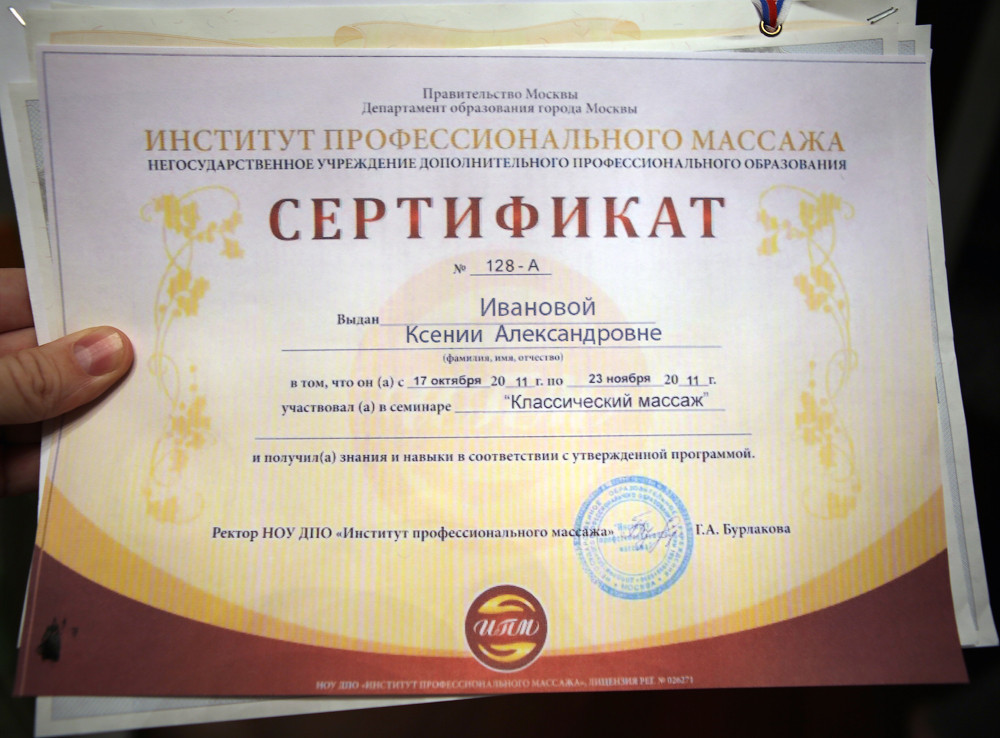 Правительство Москвы
Департамент образования города Москвы
ИНСТИТУТ ПРОФЕССИОНАЛЬНОГО МАССАЖА
НЕГОСУДАРСТВЕННОЕ УЧРЕЖДЕНИЕ ДОПОЛНИТЕЛЬНОГО ПРОФЕССИОНАЛЬНОГО ОБРАЗОВАНИЯ
СЕРТИФИКАТ
№ 128 - А
Ивановой
Выдан
Ксении Александровне
(фамилия, имя, отчество)
в том, что он (а) с 17 октября 20 11 г. по 23 ноября 20 11 г.
участвовал (а) в семинаре "Классический массаж"
и получил(а) знания и навыки в соответствии с утвержденной программой.
Ректор НОУ ДПО «Институт профессионального массажа» Г.А. Бурлакова
ИПМ
НОУ ДПО «ИНСТИТУТ ПРОФЕССИОНАЛЬНОГО МАССАЖА», ЛИЦЕНЗИЯ РЕГ. № 026271